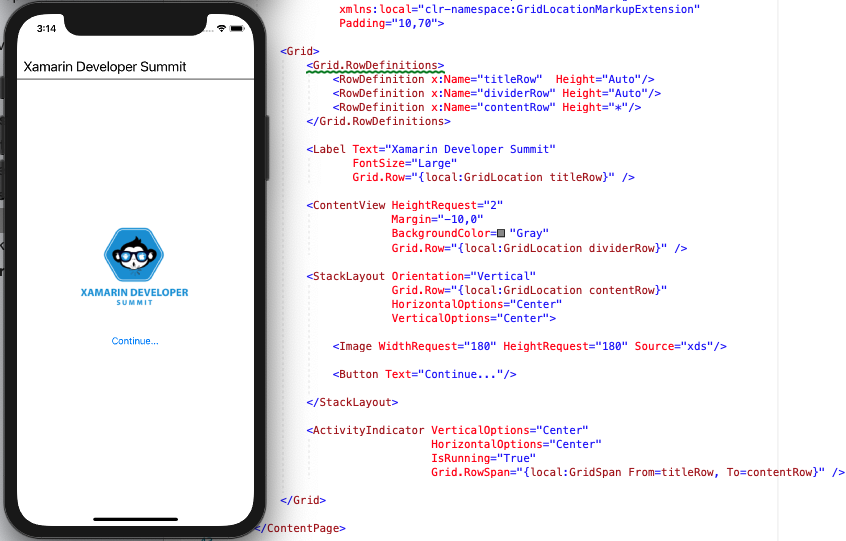 3:14
Xamarin Developer Summit
XAMARIN DEVELOPER
SUMMIT
Continue...
xmlns:local="clr-namespace:GridLocationMarkupExtension"
Padding="10,70">
<Grid>
<Grid.RowDefinitions>
<RowDefinition x:Name="titleRow"  Height="Auto"/>
<RowDefinition x:Name="dividerRow" Height="Auto"/>
<RowDefinition x:Name="contentRow" Height="*"/>
</Grid.RowDefinitions>
<Label Text="Xamarin Developer Summit"
FontSize="Large"
Grid.Row="{local:GridLocation titleRow}" />
<ContentView HeightRequest="2"
Margin="-10,0"
BackgroundColor="Gray"
Grid.Row="{local:GridLocation dividerRow}" />
<StackLayout Orientation="Vertical"
Grid.Row="{local:GridLocation contentRow}"
HorizontalOptions="Center"
VerticalOptions="Center">
<Image WidthRequest="180" HeightRequest="180" Source="xds"/>
<Button Text="Continue..."/>
</StackLayout>
<ActivityIndicator VerticalOptions="Center"
HorizontalOptions="Center"
IsRunning="True"
Grid.RowSpan="{local:GridSpan From=titleRow, To=contentRow}" />
</Grid>
</ContentPage>